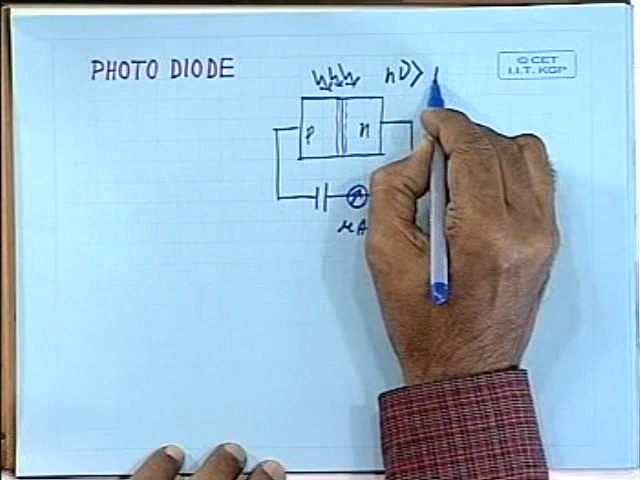 PHOTO DIODE
hν >
© CET
I.I.T. KGP
p n
μA